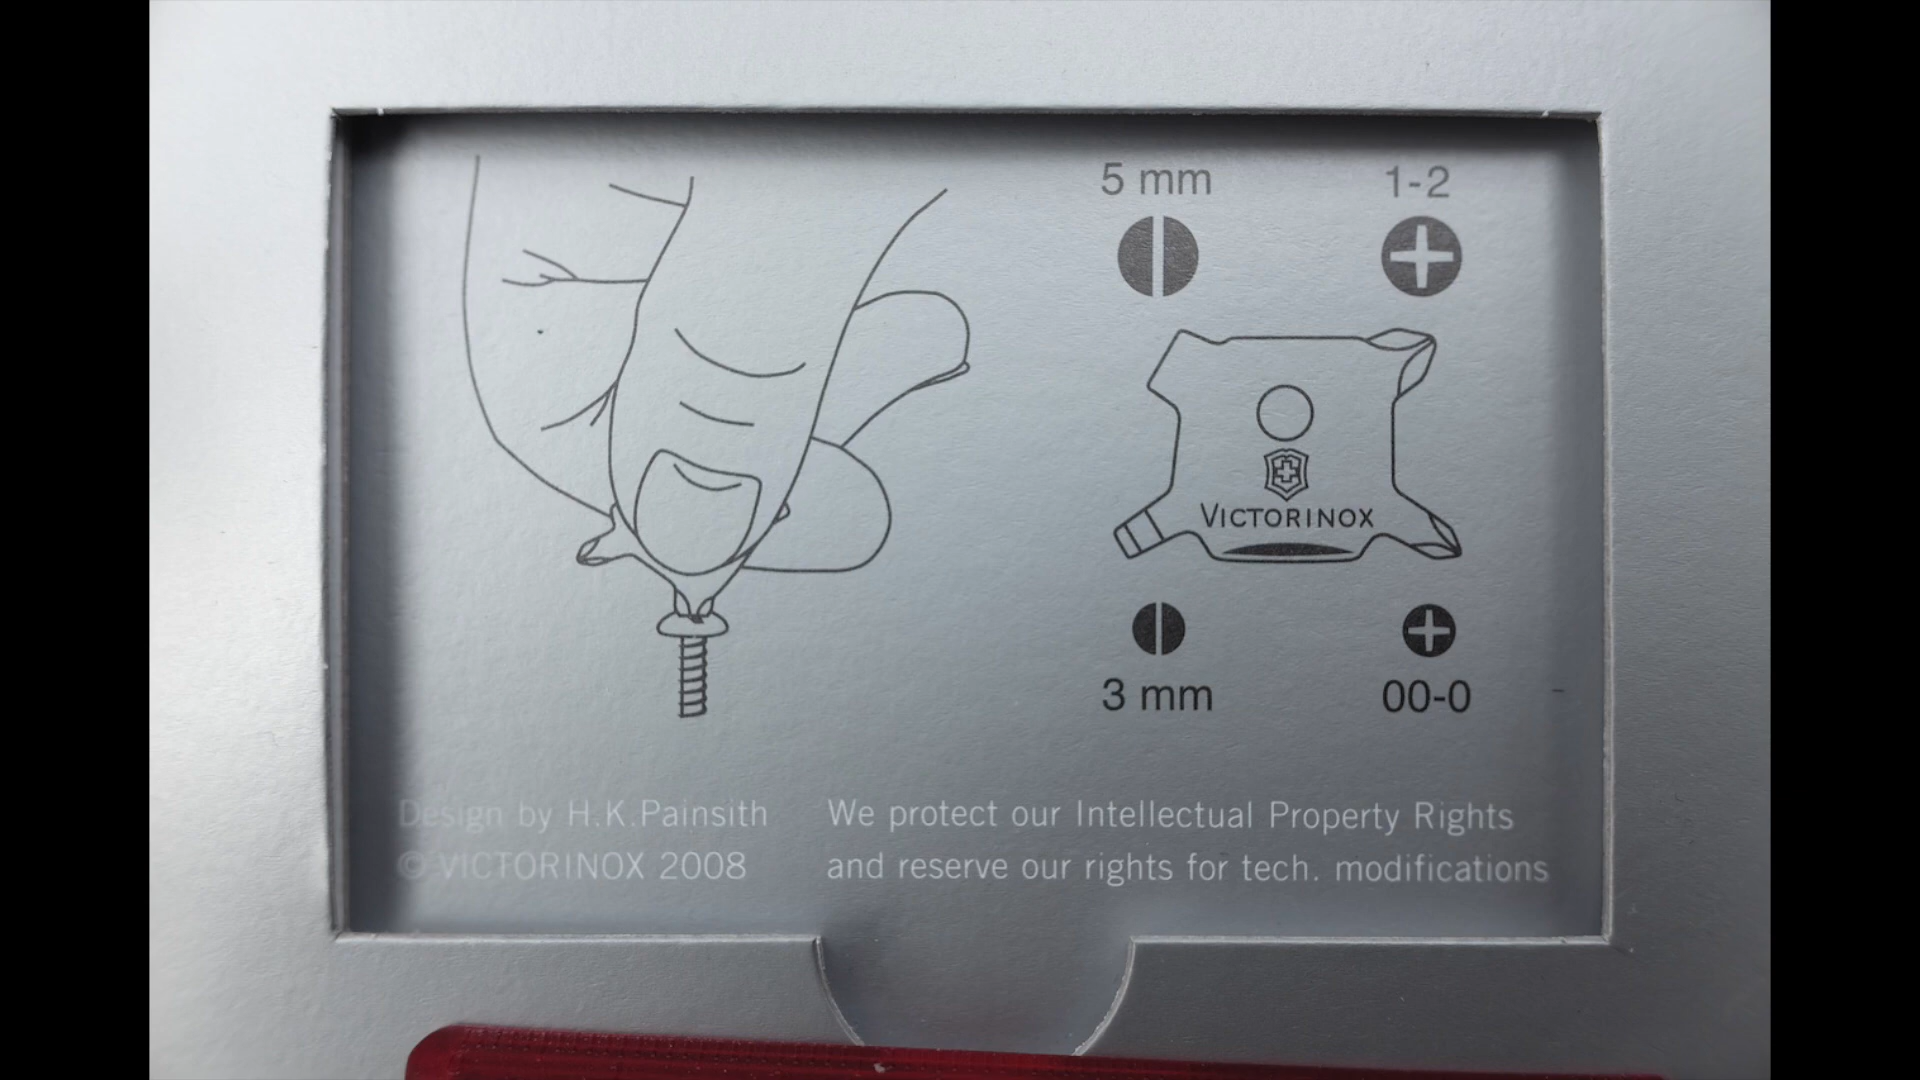 5 mm 1-2
VICTORINOX
3 mm 00-0
Design by H.K.Painsith
© VICTORINOX 2008
We protect our Intellectual Property Rights
and reserve our rights for tech. modifications